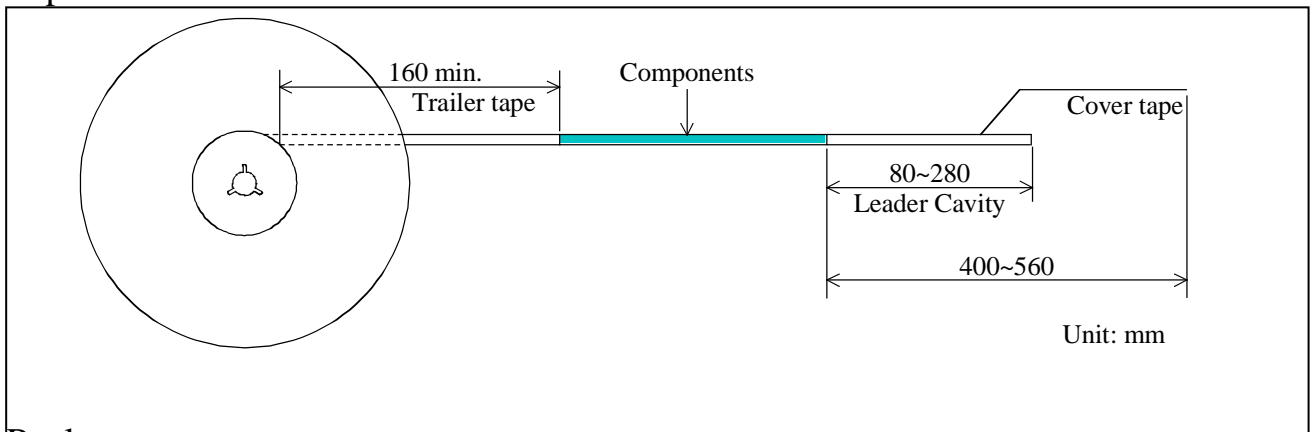 160 min.
Trailer tape
Components
Cover tape
80~280
Leader Cavity
400~560
Unit: mm